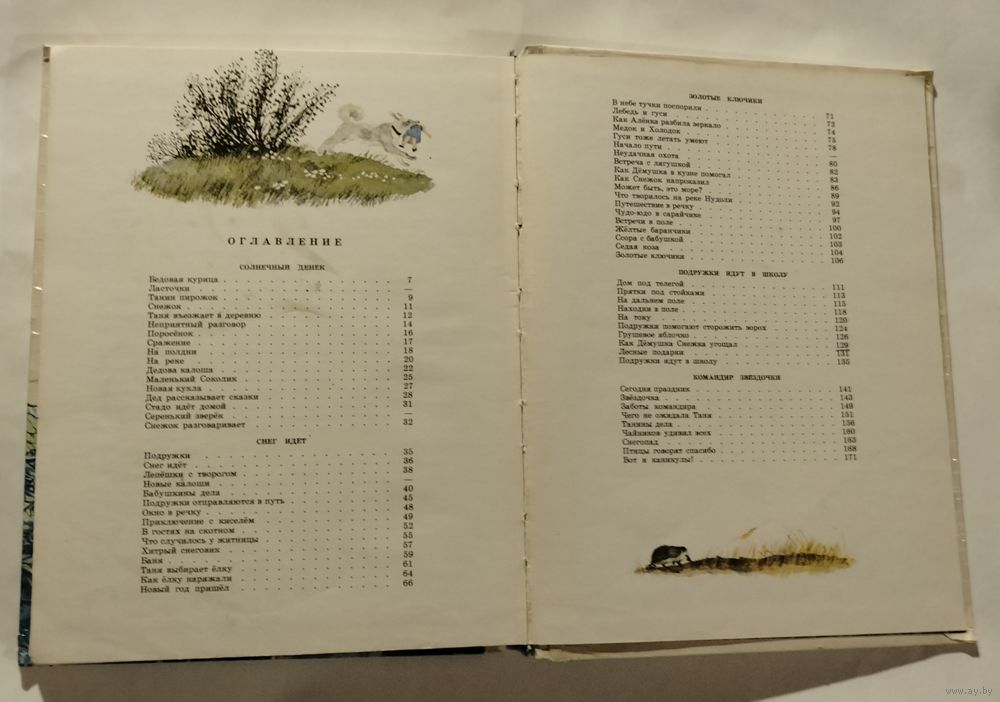 ОГЛАВЛЕНИЕ
СОЛНЕЧНЫЙ ДЕНЕК
Бедовая курица . . . 7
Ласточки . . . —
Танин пирожок . . . 9
Снежок . . . 11
Таня въезжает в деревню . . . 12
Неприятный разговор . . . 14
Поросёнок . . . 16
Сражение . . . 17
На полдни . . . 18
На реке . . . 20
Дедова калоша . . . 22
Маленький Соколик . . . 25
Новая кукла . . . 27
Дед рассказывает сказки . . . 28
Стадо идёт домой . . . 31
Серенький зверёк . . . —
Снежок разговаривает . . . 32
СНЕГ ИДЕТ
Подружки . . . 35
Снег идёт . . . 36
Лепёшки с творогом . . . 38
Новые калоши . . . —
Бабушкины дела . . . 40
Подружки отправляются в путь . . . 45
Окно в речку . . . 48
Приключение с киселём . . . 49
В гостях на скотном . . . 52
Что случилось у житницы . . . 55
Хитрый снеговик . . . 57
Баня . . . 59
Таня выбирает ёлку . . . 61
Как ёлку наряжали . . . 64
Новый год пришёл . . . 66
ЗОЛОТЫЕ КЛЮЧИКИ
В небе тучки поспорили . . . 71
Лебедь и гуси . . . 72
Как Алёнка разбила зеркало . . . 74
Медок и Холодок . . . 75
Гуси тоже летать умеют . . . 78
Начало пути . . . —
Неудачная охота . . . 80
Встреча с лягушкой . . . 82
Как Дёмушка в кузне помогал . . . 83
Как Снежок напроказил . . . 86
Может быть, это море? . . . 89
Что творилось на реке Нудоли . . . 92
Путешествие в речку . . . 94
Чудо-юдо в сарайчике . . . 97
Встречи в поле . . . 100
Жёлтые баранчики . . . 102
Ссора с бабушкой . . . 103
Седая коза . . . 104
Золотые ключики . . . 106
ПОДРУЖКИ ИДУТ В ШКОЛУ
Дом под телегой . . . 111
Прятки под стойками . . . 113
На дальнем поле . . . 115
Находки в поле . . . 118
На току . . . 120
Подружки помогают сторожить ворох . . . 124
Грушевое яблочко . . . 126
Как Дёмушка Снежка угощал . . . 129
Лесные подарки . . . 131
Подружки идут в школу . . . 135
КОМАНДИР ЗВЕЗДОЧКИ
Сегодня праздник . . . 141
Звёздочка . . . 143
Заботы командира . . . 149
Чего не ожидала Таня . . . 151
Танины дела . . . 156
Чайников удивил всех . . . 160
Снегопад . . . 163
Птицы говорят спасибо . . . 168
Вот и каникулы! . . . 171
www.ay.by